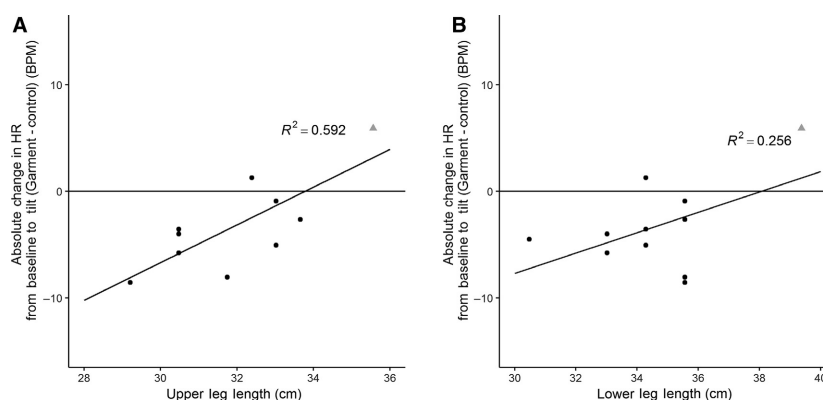 A
Absolute change in HR
from baseline to tilt (Garment - control) (BPM)
10
0
−10
R² = 0.592
28 30 32 34 36
Upper leg length (cm)
B
Absolute change in HR
from baseline to tilt (Garment - control) (BPM)
10
0
−10
R² = 0.256
30 32 34 36 38 40
Lower leg length (cm)